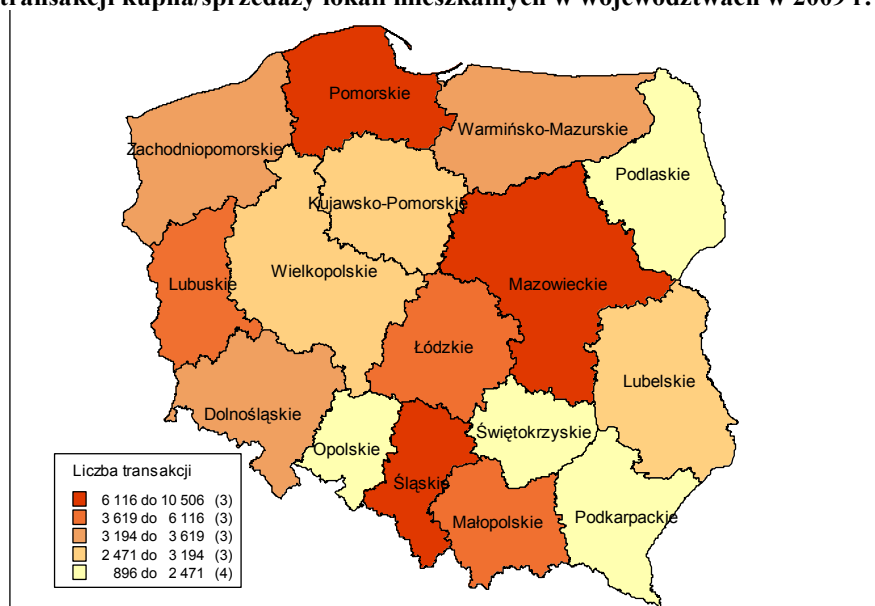 transakcji kupna/sprzedaży lokali mieszkalnych w województwach w 2009 r.
Pomorskie
Warmińsko-Mazurskie
Zachodniopomorskie
Podlaskie
Kujawsko-Pomorskie
Wielkopolskie
Lubuskie
Mazowieckie
Łódzkie
Lubelskie
Dolnośląskie
Świętokrzyskie
Opolskie
Śląskie
Małopolskie
Podkarpackie
Liczba transakcji
6 116 do 10 506 (3)
3 619 do 6 116 (3)
3 194 do 3 619 (3)
2 471 do 3 194 (3)
896 do 2 471 (4)